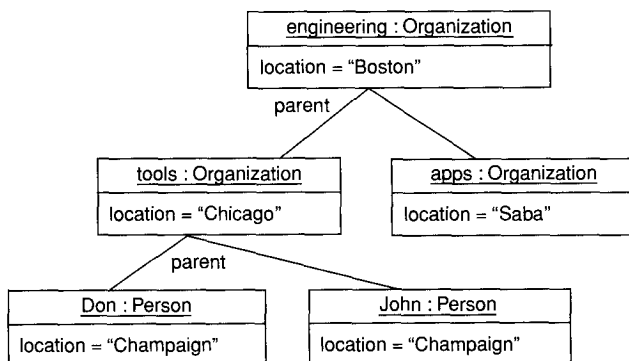 engineering : Organization
location = “Boston”
parent
tools : Organization
apps : Organization
location = “Chicago”
location = “Saba”
parent
Don : Person
John : Person
location = “Champaign”
location = “Champaign”